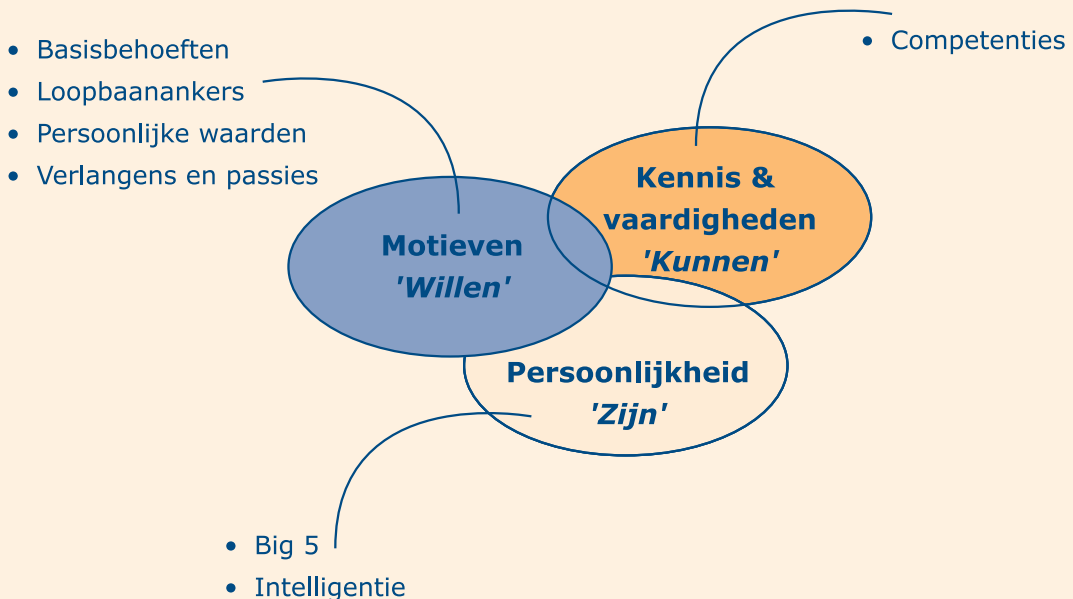 • Basisbehoeften
• Loopbaanankers
• Persoonlijke waarden
• Verlangens en passies
• Competenties
Kennis &
vaardigheden
'Kunnen'
Motieven
'Willen'
Persoonlijkheid
'Zijn'
• Big 5
• Intelligentie